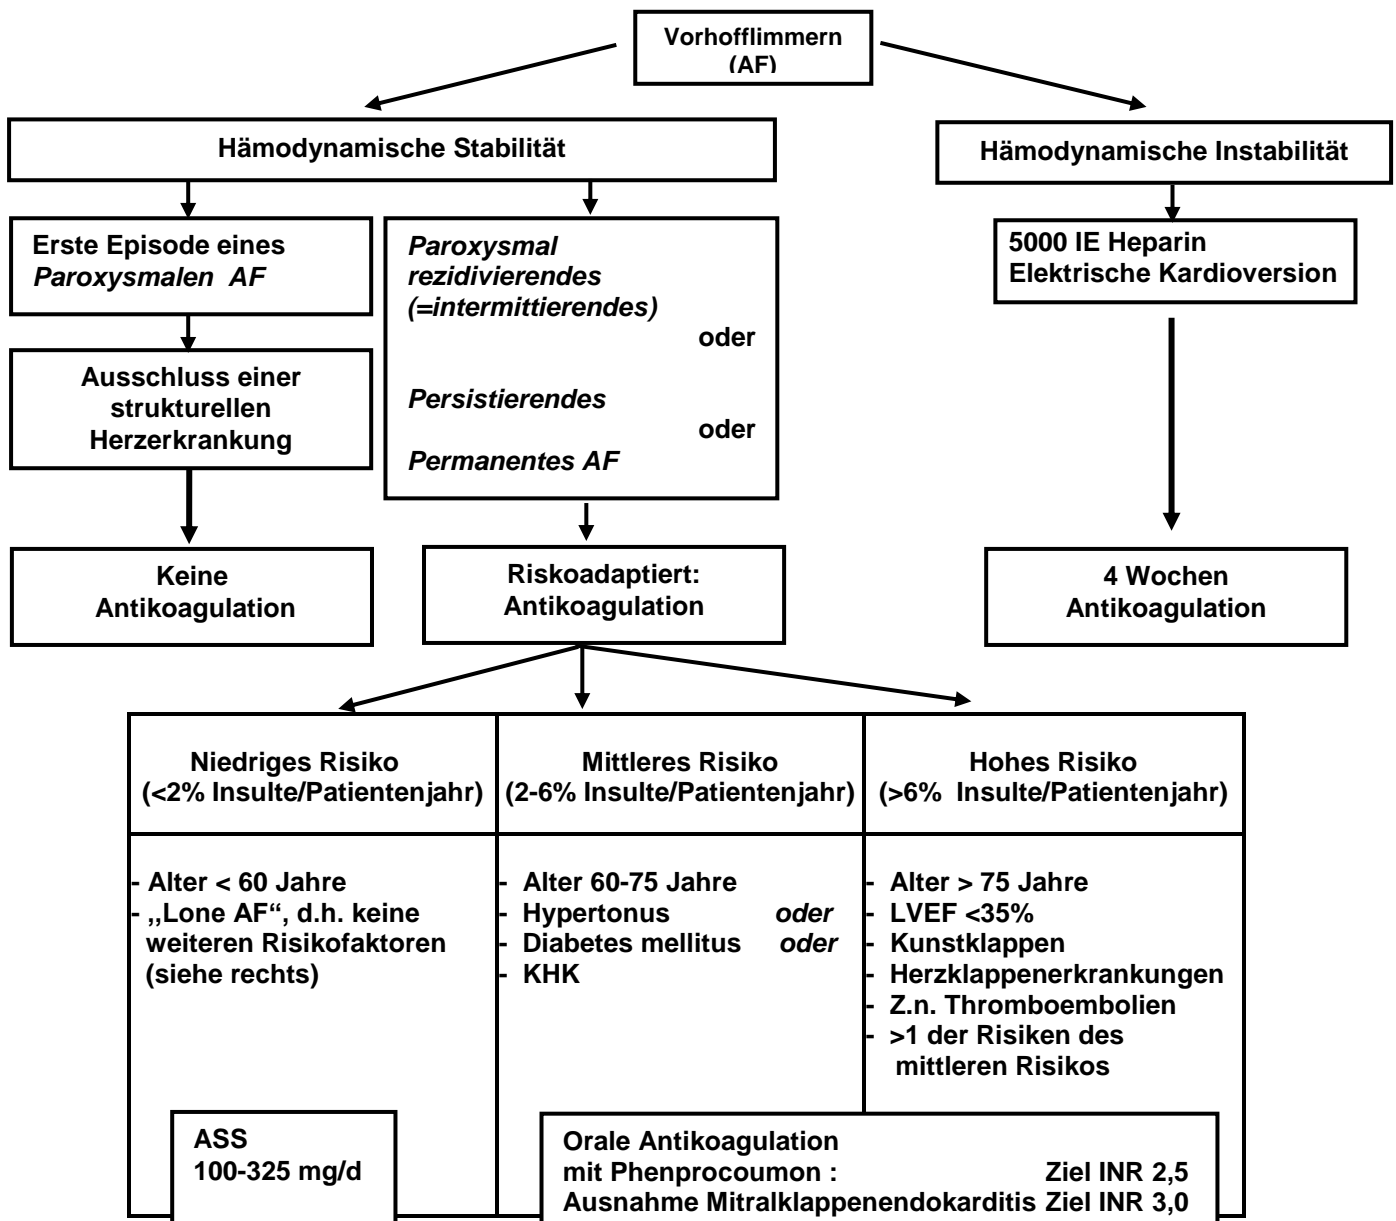 Vorhofflimmern
(AF)
Hämodynamische Stabilität
Hämodynamische Instabilität
Erste Episode eines
Paroxysmalen AF
Paroxysmal
rezidivierendes
(=intermittierendes)
oder
Persistierendes
oder
Permanentes AF
5000 IE Heparin
Elektrische Kardioversion
Ausschluss einer
strukturellen
Herzerkrankung
Keine
Antikoagulation
Riskoadaptiert:
Antikoagulation
4 Wochen
Antikoagulation
Niedriges Risiko
(<2% Insulte/Patientenjahr)
Mittleres Risiko
(2-6% Insulte/Patientenjahr)
Hohes Risiko
(>6% Insulte/Patientenjahr)
- Alter < 60 Jahre
- ,,Lone AF“, d.h. keine
weiteren Risikofaktoren
(siehe rechts)
- Alter 60-75 Jahre
- Hypertonus oder
- Diabetes mellitus oder
- KHK
- Alter > 75 Jahre
- LVEF <35%
- Kunstklappen
- Herzklappenerkrankungen
- Z.n. Thromboembolien
- >1 der Risiken des
mittleren Risikos
ASS
100-325 mg/d
Orale Antikoagulation
mit Phenprocoumon : Ziel INR 2,5
Ausnahme Mitralklappenendokarditis Ziel INR 3,0